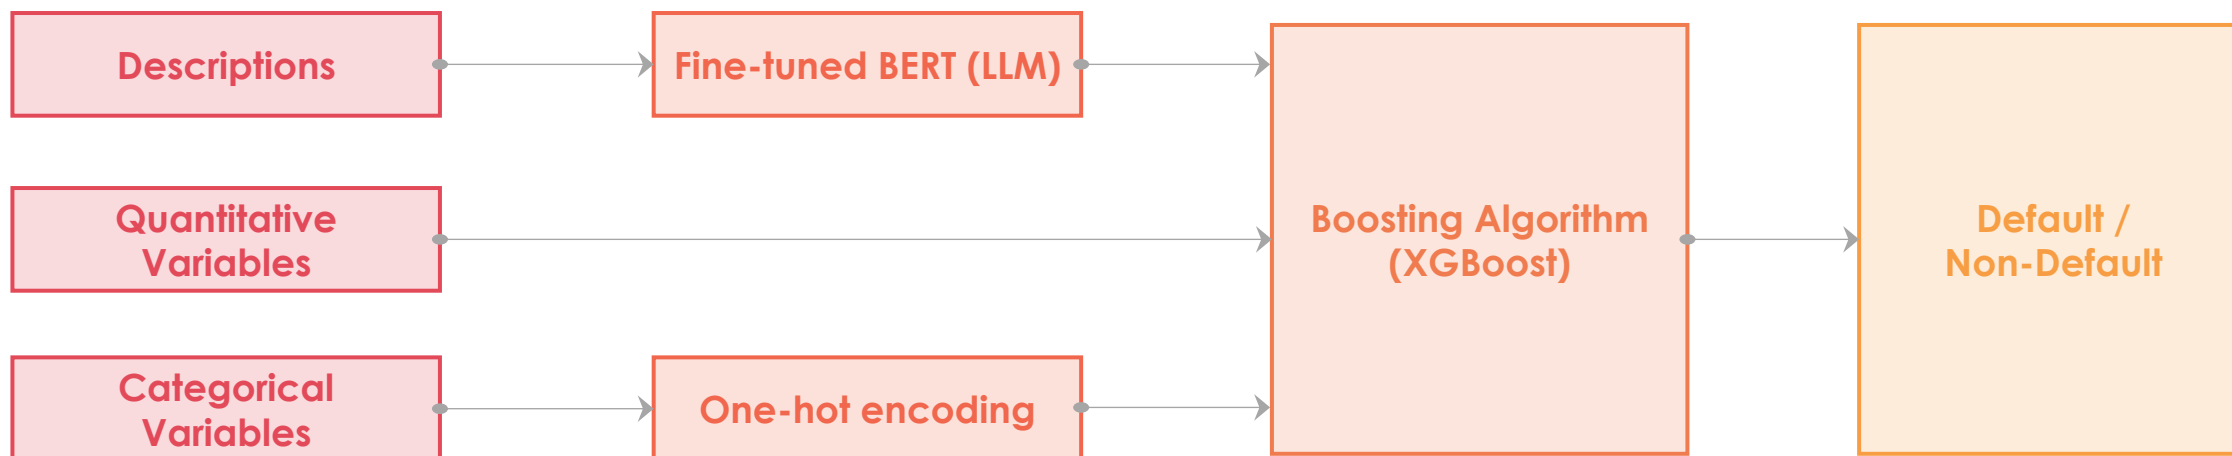 Descriptions
Fine-tuned BERT (LLM)
Quantitative
Variables
Boosting Algorithm
(XGBoost)
Default /
Non-Default
Categorical
Variables
One-hot encoding